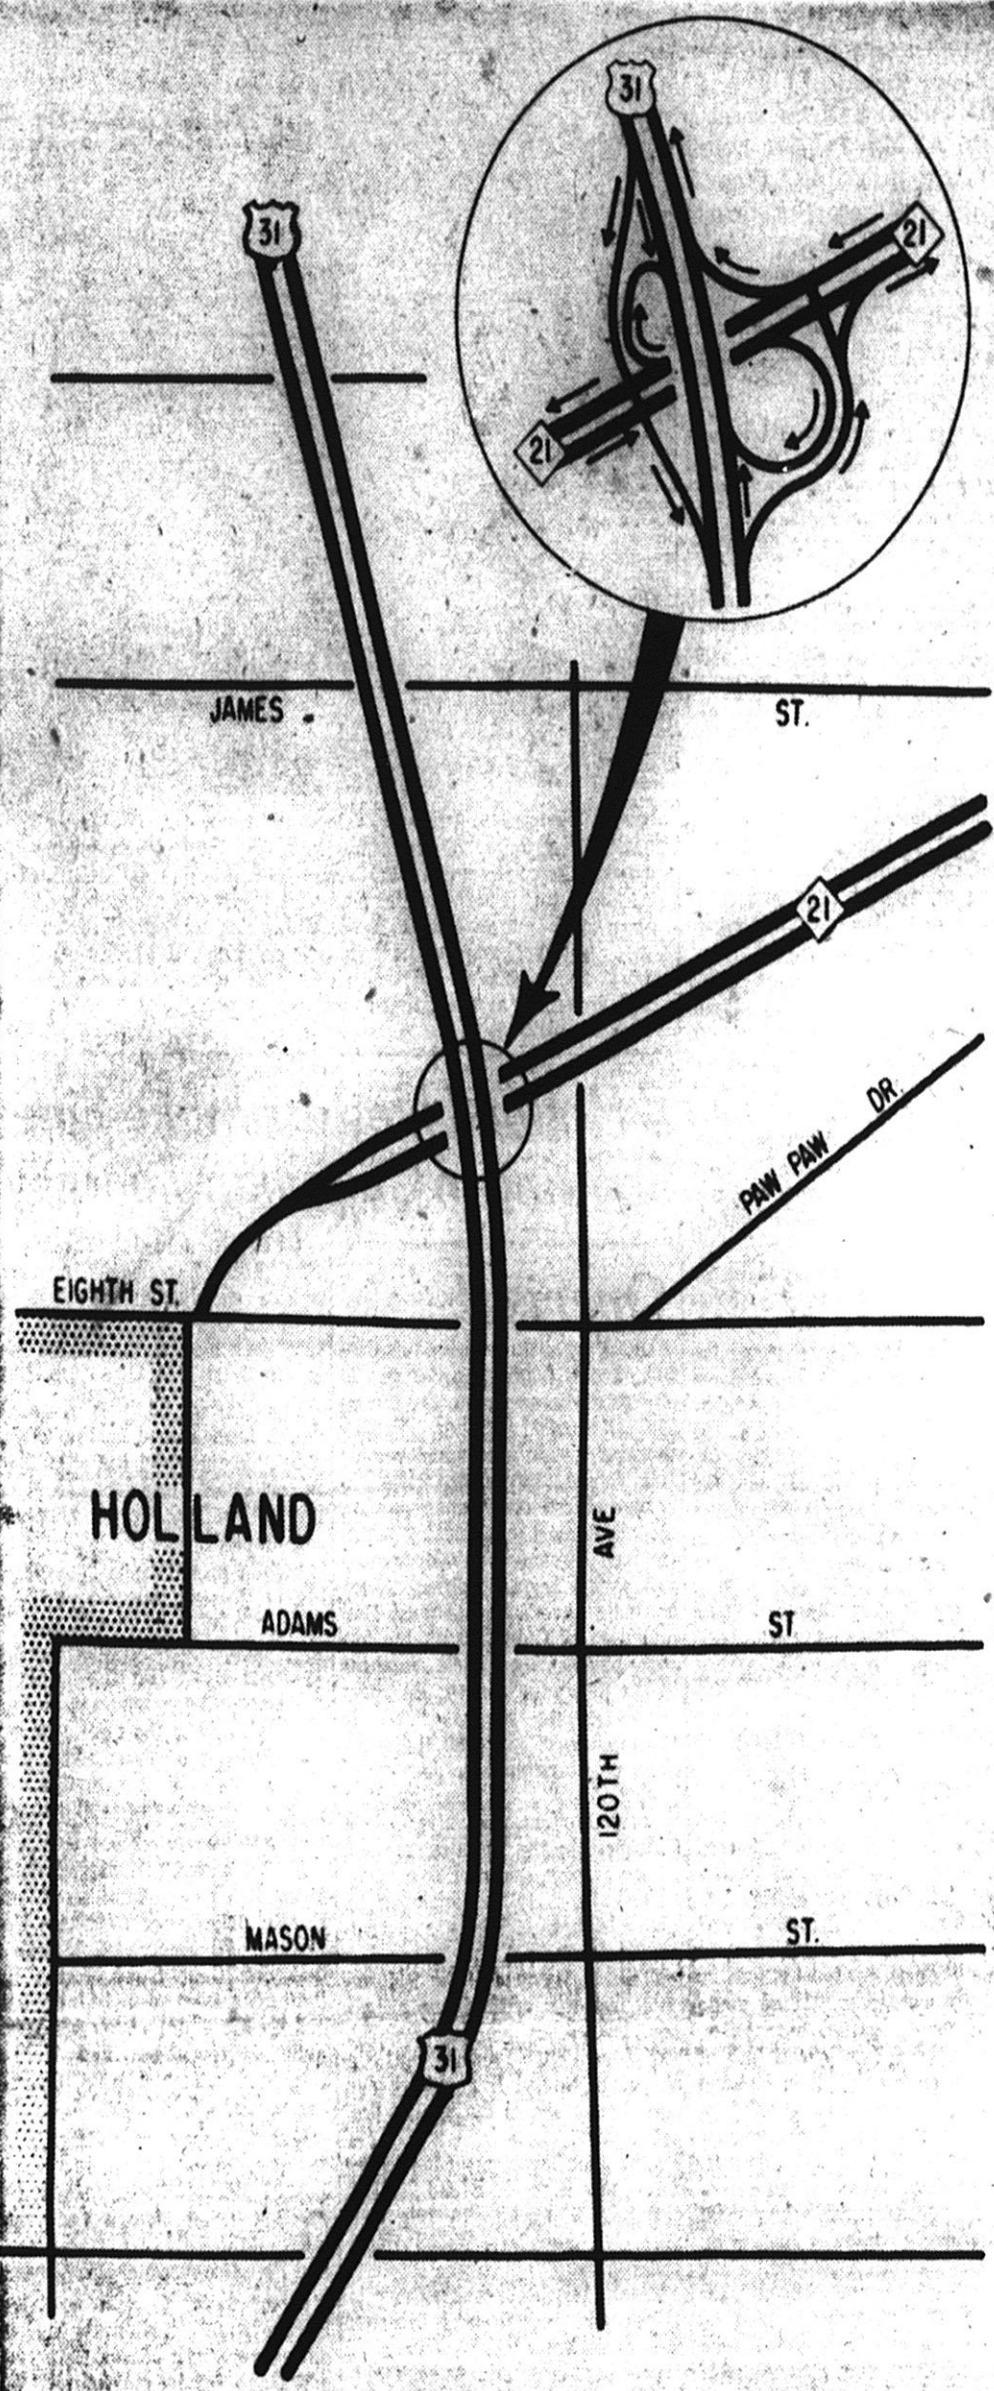 31
21
21
31
JAMES ST.
21
PAW PAW DR.
EIGHTH ST.
HOLLAND
AVE
ADAMS ST
120TH
MASON ST.
31